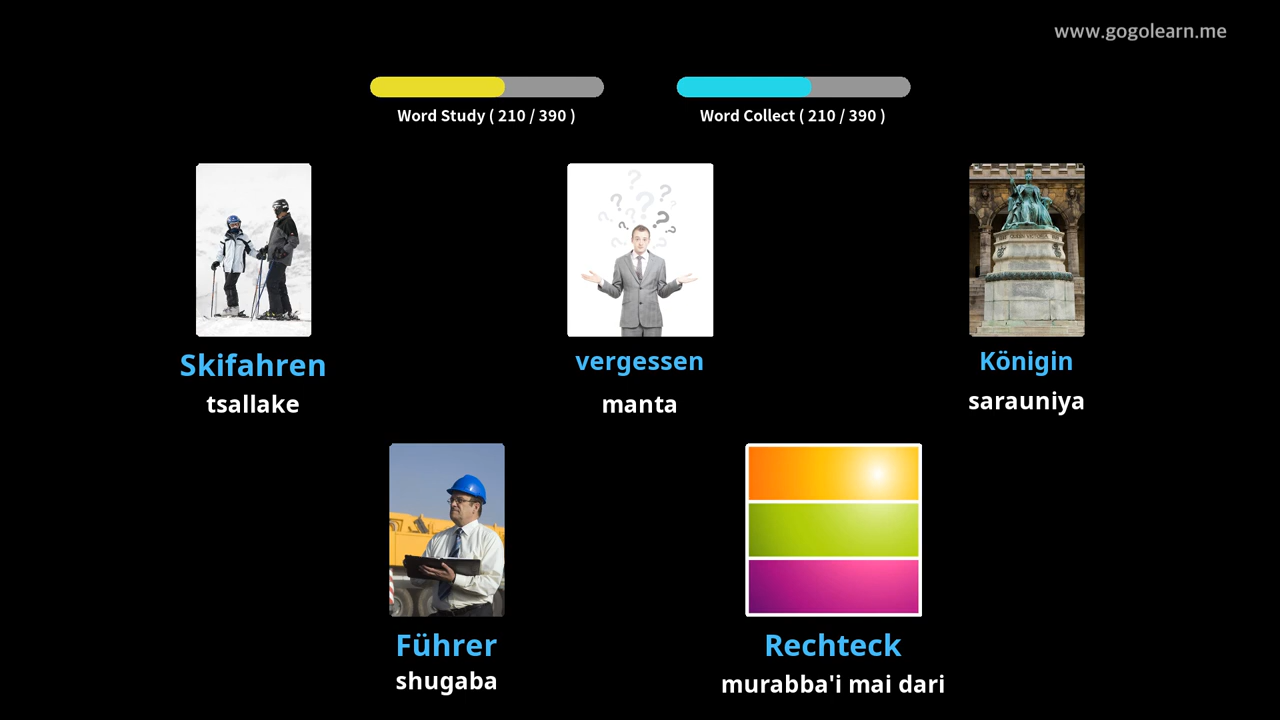 www.gogolearn.me
Word Study ( 210 / 390 )
Word Collect ( 210 / 390 )
Skifahren
tsallake
vergessen
manta
Königin
sarauniya
Führer
shugaba
Rechteck
murabba'i mai dari